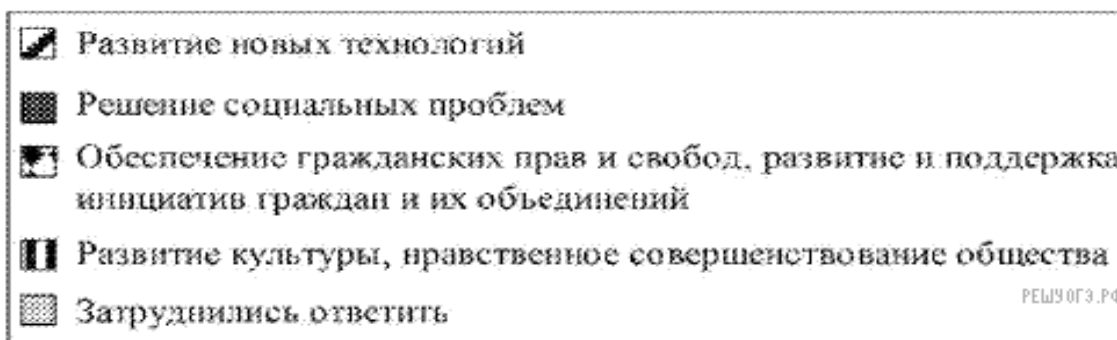 Развитие новых технологий
Решение социальных проблем
Обеспечение гражданских прав и свобод, развитие и поддержка
инициатив граждан и их объединений
Развитие культуры, нравственное совершенствование общества
РЕШУОГЭ.РФ
Затруднились ответить